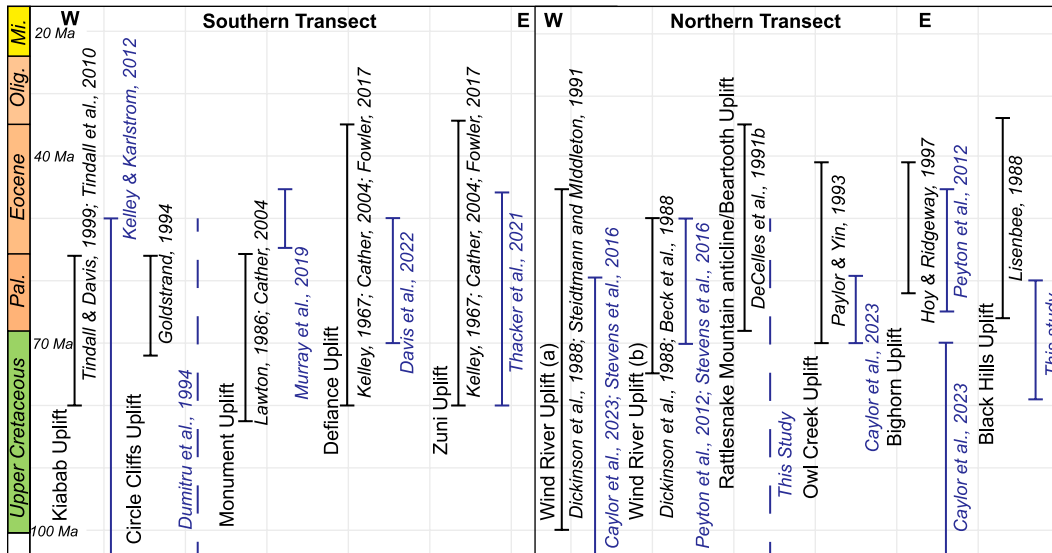 W
Southern Transect
E
W
Northern Transect
E
Mi.
Olig.
Eocene
Pal.
Upper Cretaceous
20 Ma
40 Ma
70 Ma
100 Ma
Kiabab Uplift
Tindall & Davis, 1999; Tindall et al., 2010
Kelley & Karlstrom, 2012
Circle Cliffs Uplift
Goldstrand, 1994
Dumitru et al., 1994
Monument Uplift
Lawton, 1986; Cather, 2004
Murray et al., 2019
Defiance Uplift
Kelley, 1967; Cather, 2004; Fowler, 2017
Davis et al., 2022
Zuni Uplift
Kelley, 1967; Cather, 2004; Fowler, 2017
Thacker et al., 2021
Wind River Uplift (a)
Dickinson et al., 1988; Steidtmann and Middleton, 1991
Caylor et al., 2023; Stevens et al., 2016
Wind River Uplift (b)
Dickinson et al., 1988; Beck et al., 1988
Peyton et al., 2012; Stevens et al., 2016
Rattlesnake Mountain anticline/Beartooth Uplift
DeCelles et al., 1991b
This Study
Owl Creek Uplift
Paylor & Yin, 1993
Caylor et al., 2023
Bighorn Uplift
Hoy & Ridgeway, 1997
Peyton et al., 2012
Caylor et al., 2023
Black Hills Uplift
Lisenbee, 1988
This study